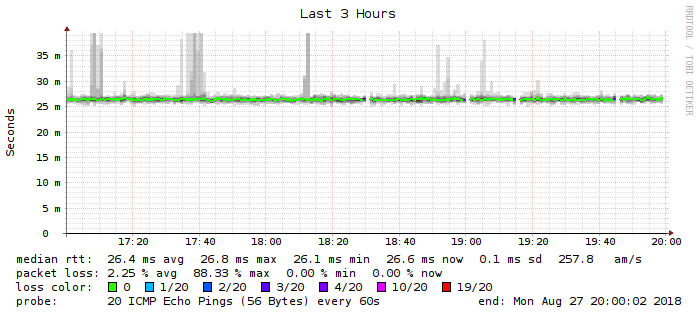 Last 3 Hours
RRDTOOL / TOBI OETIKER
Seconds
35 m
30 m
25 m
20 m
15 m
10 m
5 m
0
17:20 17:40 18:00 18:20 18:40 19:00 19:20 19:40 20:00
median rtt: 26.4 ms avg 26.8 ms max 26.1 ms min 26.6 ms now 0.1 ms sd 257.8 am/s
packet loss: 2.25 % avg 88.33 % max 0.00 % min 0.00 % now
loss color: 0 1/20 2/20 3/20 4/20 10/20 19/20
probe: 20 ICMP Echo Pings (56 Bytes) every 60s end: Mon Aug 27 20:00:02 2018